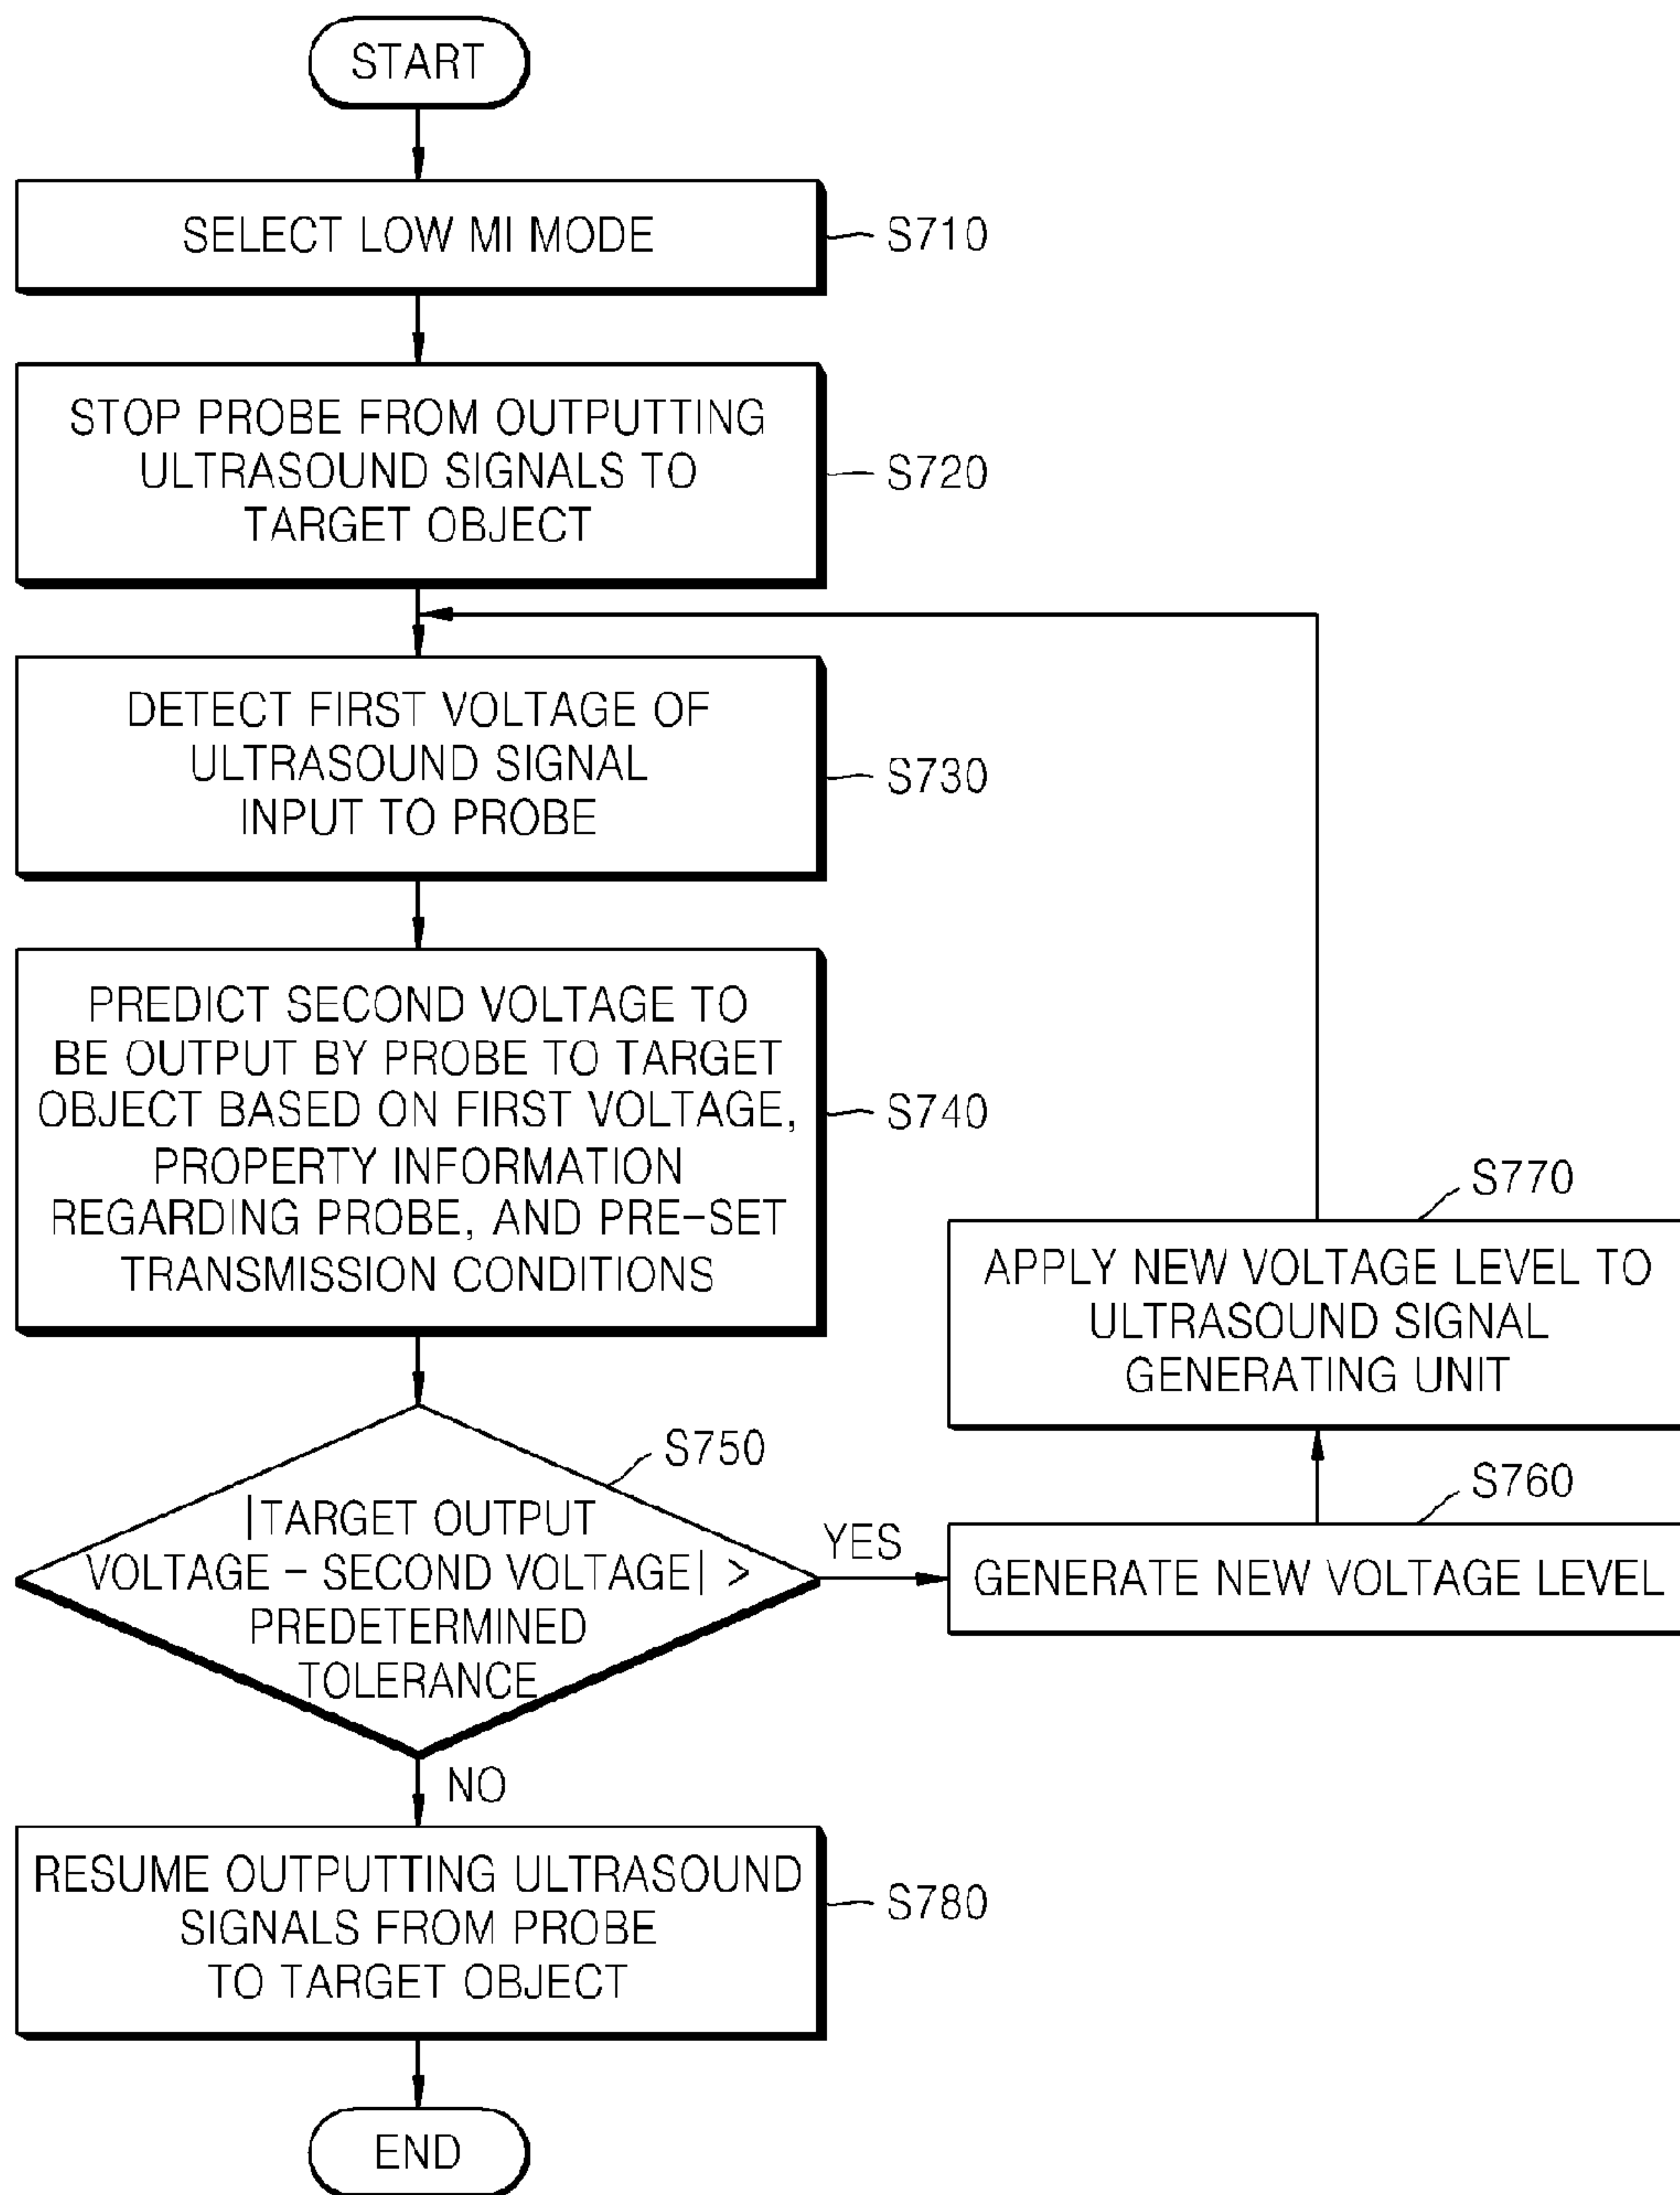 START
SELECT LOW MI MODE
S710
STOP PROBE FROM OUTPUTTING
ULTRASOUND SIGNALS TO
TARGET OBJECT
S720
DETECT FIRST VOLTAGE OF
ULTRASOUND SIGNAL
INPUT TO PROBE
S730
PREDICT SECOND VOLTAGE TO
BE OUTPUT BY PROBE TO TARGET
OBJECT BASED ON FIRST VOLTAGE,
PROPERTY INFORMATION
REGARDING PROBE, AND PRE-SET
TRANSMISSION CONDITIONS
S740
S750
|TARGET OUTPUT
VOLTAGE - SECOND VOLTAGE| >
PREDETERMINED
TOLERANCE
YES
S760
GENERATE NEW VOLTAGE LEVEL
S770
APPLY NEW VOLTAGE LEVEL TO
ULTRASOUND SIGNAL
GENERATING UNIT
NO
RESUME OUTPUTTING ULTRASOUND
SIGNALS FROM PROBE
TO TARGET OBJECT
S780
END